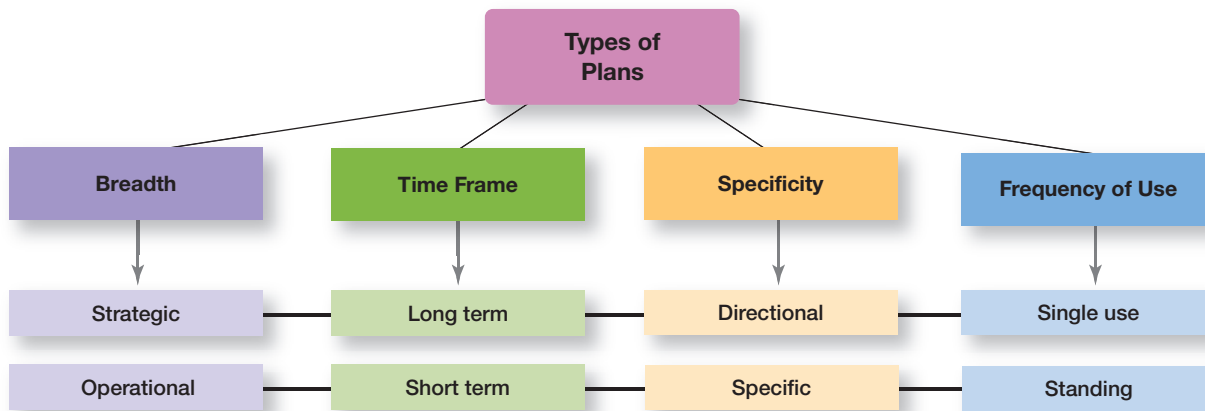 Types of
Plans
Breadth
Time Frame
Specificity
Frequency of Use
Strategic
Long term
Directional
Single use
Operational
Short term
Specific
Standing